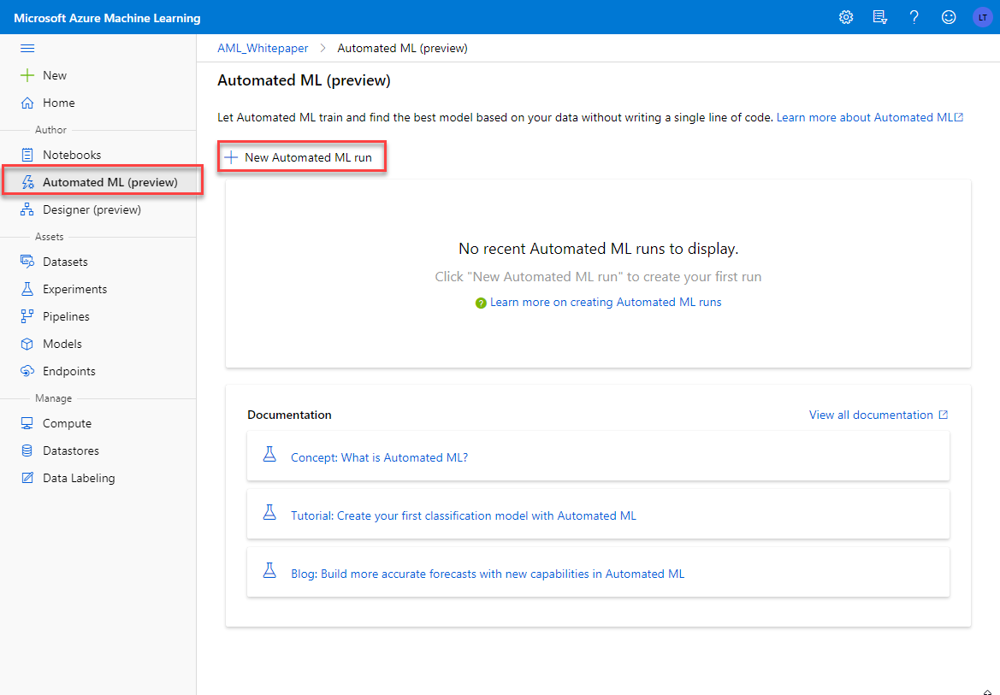 Microsoft Azure Machine Learning
LT
New
Home
Author
Notebooks
Automated ML (preview)
Designer (preview)
Assets
Datasets
Experiments
Pipelines
Models
Endpoints
Manage
Compute
Datastores
Data Labeling
AML_Whitepaper > Automated ML (preview)
Automated ML (preview)
Let Automated ML train and find the best model based on your data without writing a single line of code. Learn more about Automated ML
New Automated ML run
No recent Automated ML runs to display.
Click "New Automated ML run" to create your first run
Learn more on creating Automated ML runs
Documentation
View all documentation
Concept: What is Automated ML?
Tutorial: Create your first classification model with Automated ML
Blog: Build more accurate forecasts with new capabilities in Automated ML